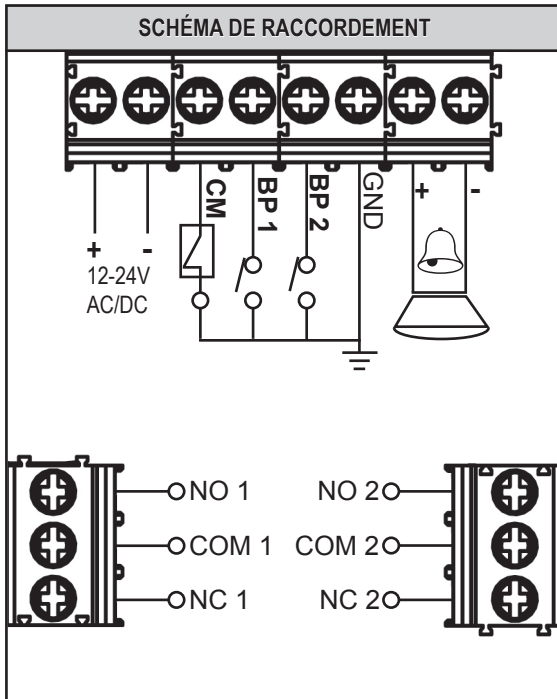 SCHÉMA DE RACCORDEMENT
+ -
12-24V
AC/DC
CM
BP 1
BP 2
GND
+ -
NO 1
COM 1
NC 1
NO 2
COM 2
NC 2